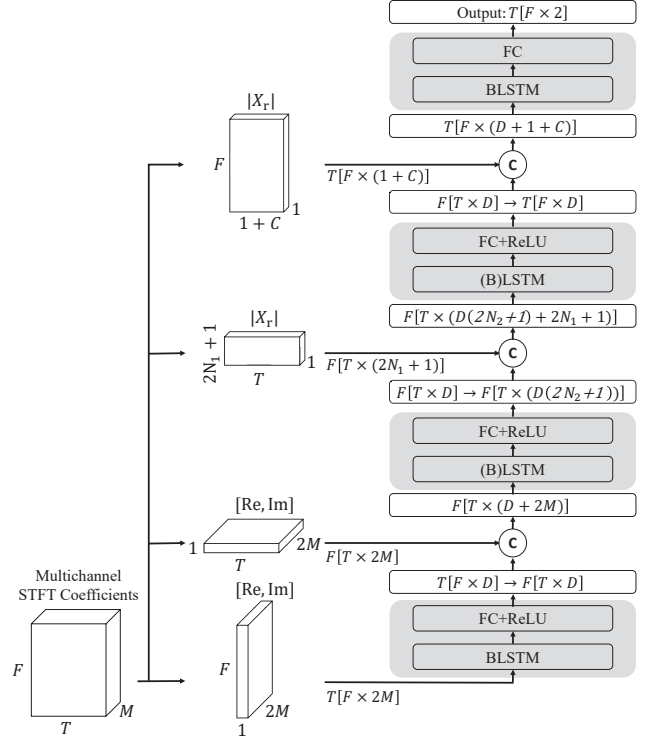 Output: T[F × 2]
FC
BLSTM
T[F × (D + 1 + C)]
C
|X_r|
F
1
1 + C
T[F × (1 + C)]
F[T × D] → T[F × D]
FC+ReLU
(B)LSTM
F[T × (D(2N_2+1) + 2N_1 + 1)]
C
|X_r|
2N_1 + 1
1
T
F[T × (2N_1 + 1)]
F[T × D] → F[T × (D(2N_2+1))]
FC+ReLU
(B)LSTM
F[T × (D + 2M)]
C
[Re, Im]
1
2M
T
F[T × 2M]
T[F × D] → F[T × D]
FC+ReLU
BLSTM
Multichannel
STFT Coefficients
F
T
M
[Re, Im]
F
2M
1
T[F × 2M]